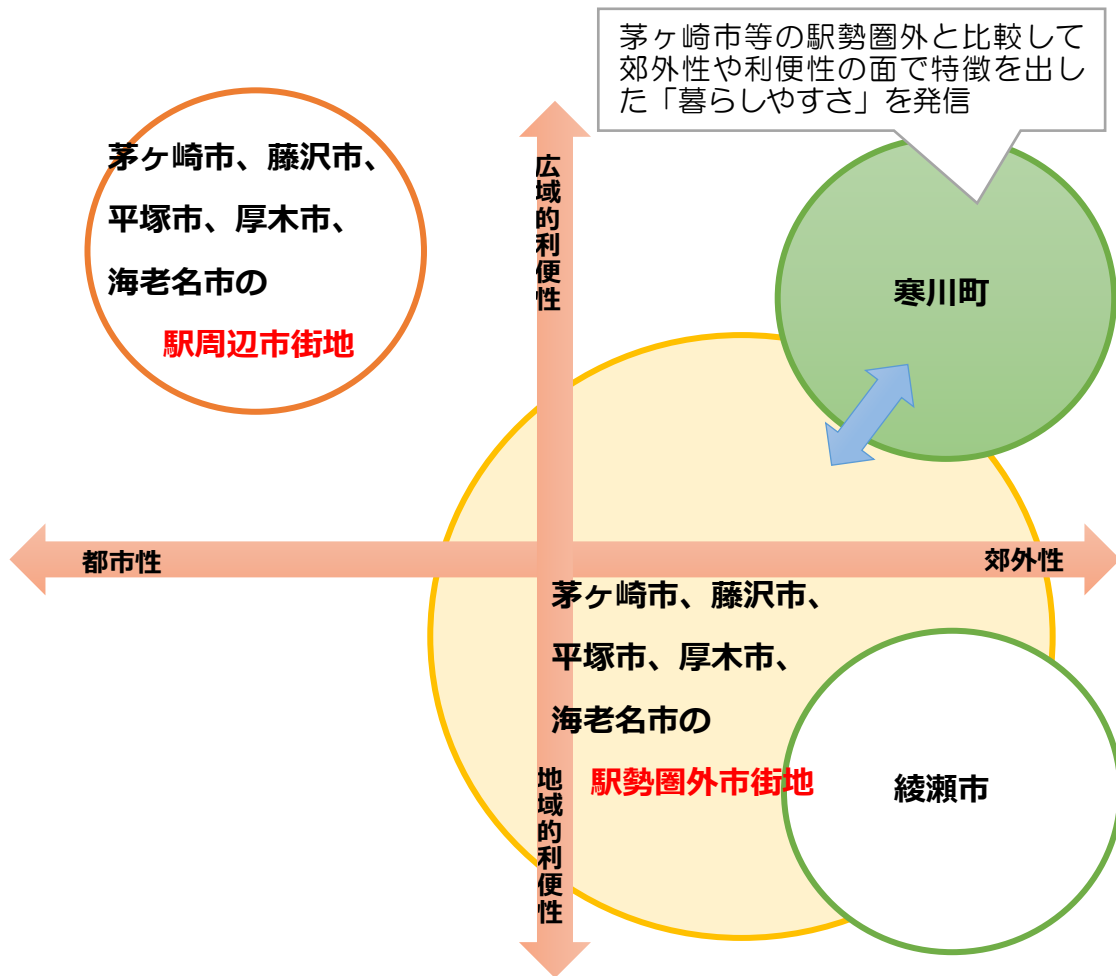 茅ヶ崎市等の駅勢圏外と比較して
郊外性や利便性の面で特徴を出し
た「暮らしやすさ」を発信
茅ヶ崎市、藤沢市、
平塚市、厚木市、
海老名市の
駅周辺市街地
広域的利便性
寒川町
都市性
郊外性
茅ヶ崎市、藤沢市、
平塚市、厚木市、
海老名市の
駅勢圏外市街地
地域的利便性
綾瀬市